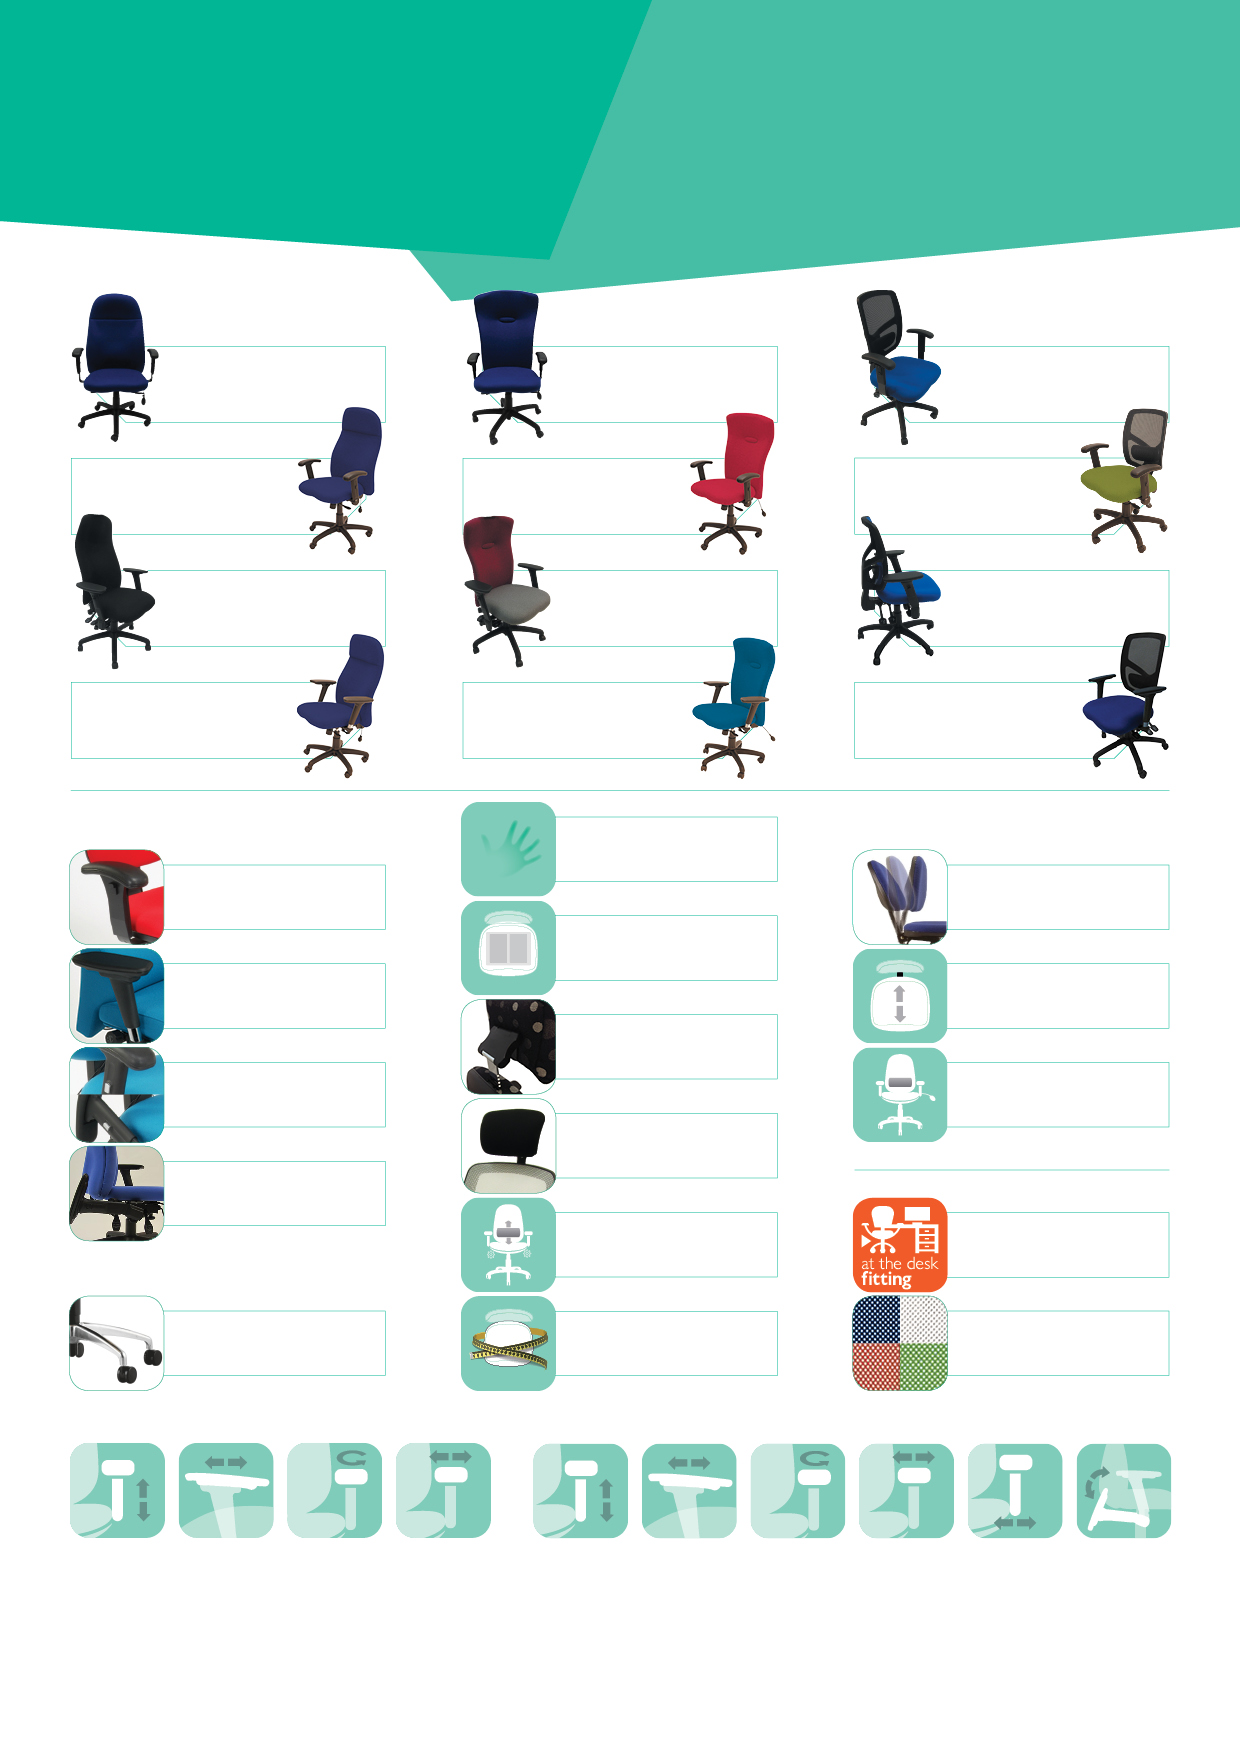 at the desk
fitting